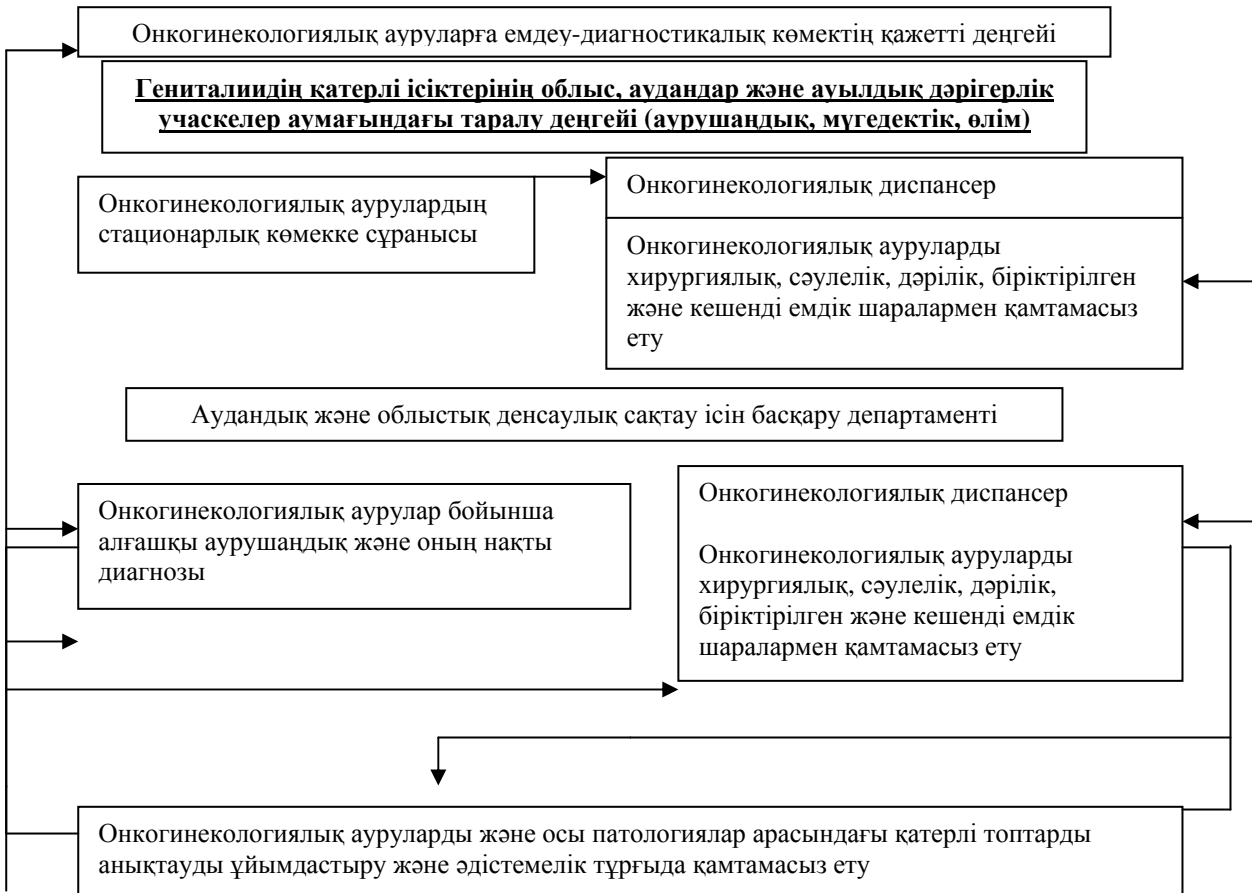 Онкогинекологиялық ауруларға емдеу-диагностикалық көмектің қажетті деңгейі
Гениталиидің қатерлі ісіктерінің облыс, аудандар және ауылдық дәрігерлік
учаскелер аумағындағы таралу деңгейі (аурушаңдық, мүгедектік, өлім)
Онкогинекологиялық аурулардың
стационарлық көмекке сұранысы
Онкогинекологиялық диспансер
Онкогинекологиялық ауруларды
хирургиялық, сәулелік, дәрілік, біріктірілген
және кешенді емдік шаралармен қамтамасыз
ету
Аудандық және облыстық денсаулық сақтау ісін басқару департаменті
Онкогинекологиялық аурулар бойынша
алғашқы аурушаңдық және оның нақты
диагнозы
Онкогинекологиялық диспансер
Онкогинекологиялық ауруларды
хирургиялық, сәулелік, дәрілік,
біріктірілген және кешенді емдік
шаралармен қамтамасыз ету
Онкогинекологиялық ауруларды және осы патологиялар арасындағы қатерлі топтарды
анықтауды ұйымдастыру және әдістемелік тұрғыда қамтамасыз ету